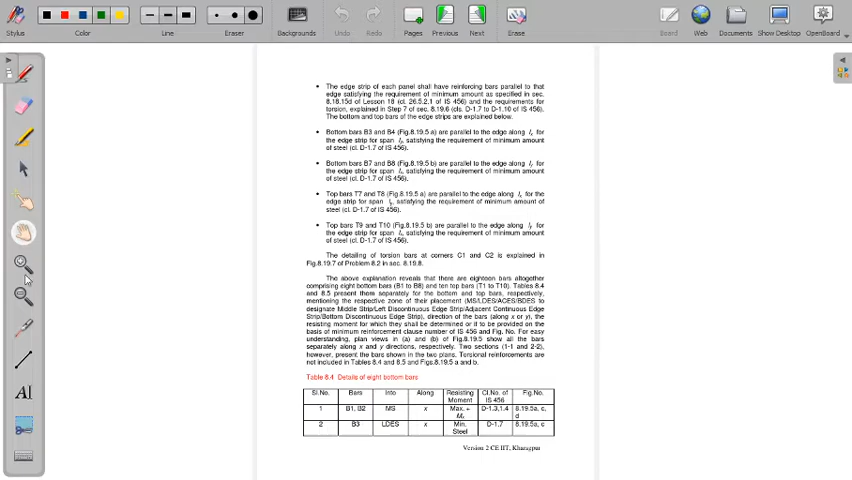 Stylus
Color
Line
Eraser
Backgrounds
Undo
Redo
Pages
Previous
Next
Erase
Board
Web
Documents
Show Desktop
OpenBoard
• The edge strip of each panel shall have reinforcing bars parallel to that
edge satisfying the requirement of minimum amount as specified in sec.
8.18.15d of Lesson 18 (cl. 26.5.2.1 of IS 456) and the requirements for
torsion, explained in Step 7 of sec. 8.19.6 (cls. D-1.7 to D-1.10 of IS 456).
The bottom and top bars of the edge strips are explained below.
• Bottom bars B3 and B4 (Fig.8.19.5 a) are parallel to the edge along lx for
the edge strip for span ly, satisfying the requirement of minimum amount
of steel (cl. D-1.7 of IS 456).
• Bottom bars B7 and B8 (Fig.8.19.5 b) are parallel to the edge along ly for
the edge strip for span lx, satisfying the requirement of minimum amount
of steel (cl. D-1.7 of IS 456).
• Top bars T7 and T8 (Fig.8.19.5 a) are parallel to the edge along lx for the
edge strip for span ly, satisfying the requirement of minimum amount of
steel (cl. D-1.7 of IS 456).
• Top bars T9 and T10 (Fig.8.19.5 b) are parallel to the edge along ly for
the edge strip for span lx, satisfying the requirement of minimum amount
of steel (cl. D-1.7 of IS 456).
The detailing of torsion bars at corners C1 and C2 is explained in
Fig.8.19.7 of Problem 8.2 in sec. 8.19.8.
The above explanation reveals that there are eighteen bars altogether
comprising eight bottom bars (B1 to B8) and ten top bars (T1 to T10). Tables 8.4
and 8.5 present them separately for the bottom and top bars, respectively,
mentioning the respective zone of their placement (MS/LDES/ACES/BDES to
designate Middle Strip/Left Discontinuous Edge Strip/Adjacent Continuous Edge
Strip/Bottom Discontinuous Edge Strip), direction of the bars (along x or y), the
resisting moment for which they shall be determined or if to be provided on the
basis of minimum reinforcement clause number of IS 456 and Fig. No. For easy
understanding, plan views in (a) and (b) of Fig.8.19.5 show all the bars
separately along x and y directions, respectively. Two sections (1-1 and 2-2),
however, present the bars shown in the two plans. Torsional reinforcements are
not included in Tables 8.4 and 8.5 and Figs.8.19.5 a and b.
Table 8.4 Details of eight bottom bars
Sl.No. Bars Into Along Resisting Moment Cl.No. of IS 456 Fig.No.
1 B1, B2 MS x Max. + Mx D-1.3,1.4 8.19.5a, c, d
2 B3 LDES x Min. Steel D-1.7 8.19.5a, c
Version 2 CE IIT, Kharagpur
AI